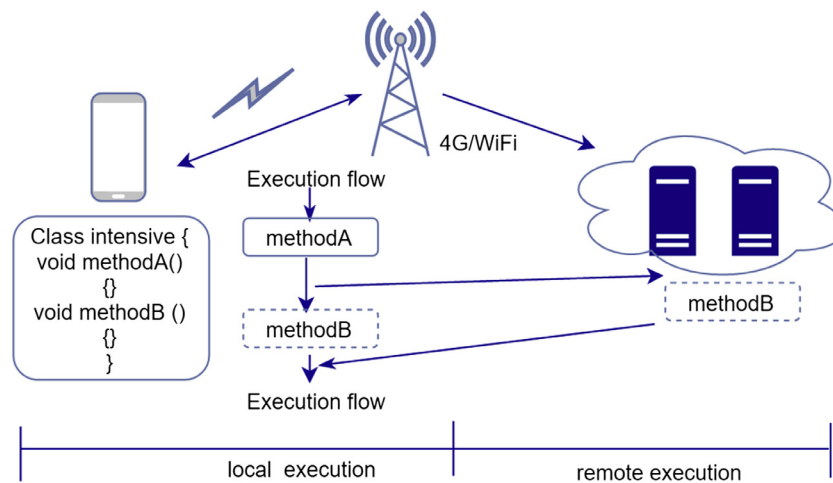 4G/WiFi
Execution flow
Class intensive {
void methodA()
{}
void methodB ()
{}
}
methodA
methodB
Execution flow
methodB
local execution
remote execution